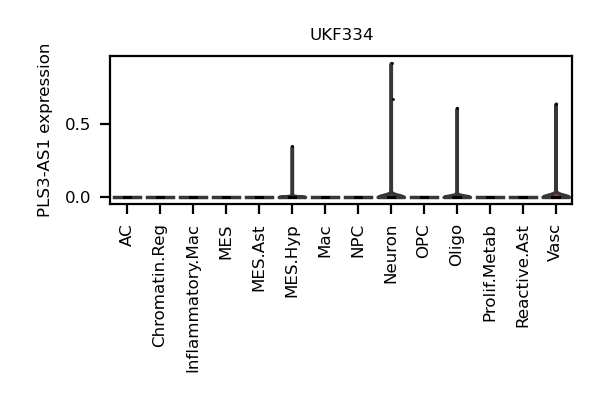 UKF334
PLS3-AS1 expression
0.5
0.0
AC
Chromatin.Reg
Inflammatory.Mac
MES
MES.Ast
MES.Hyp
Mac
NPC
Neuron
OPC
Oligo
Prolif.Metab
Reactive.Ast
Vasc